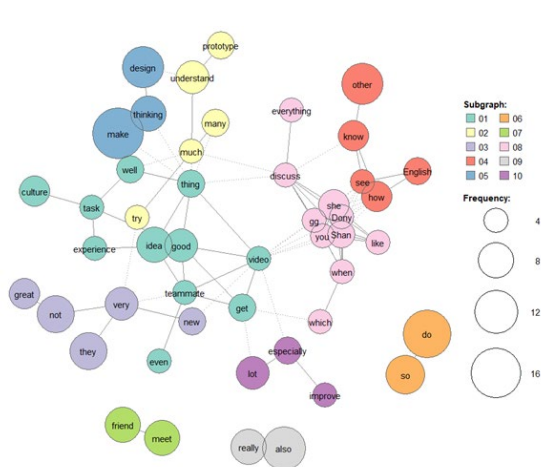 prototype
design
understand
thinking
many
everything
other
make
know
much
well
thing
discuss
see
English
how
culture
task
try
she
gg
Dany
you
Shan
like
experience
idea
good
video
when
great
not
very
teammate
new
get
which
they
even
especially
lot
improve
do
so
friend
meet
really
also
Subgraph:
01 06
02 07
03 08
04 09
05 10
Frequency:
4
8
12
16